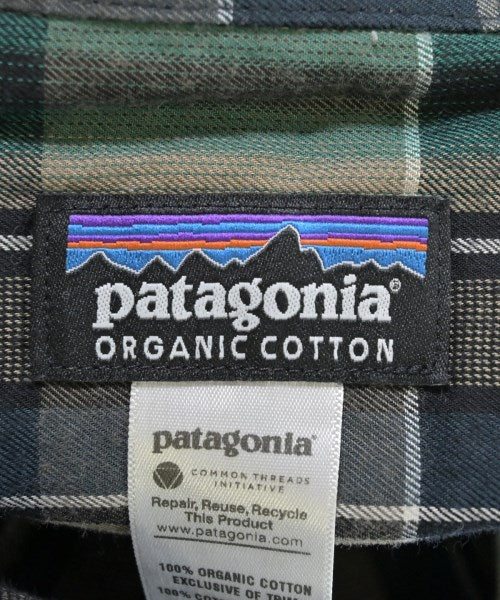 patagonia®
ORGANIC COTTON
patagonia®
COMMON THREADS
INITIATIVE
Repair, Reuse, Recycle
This Product
www.patagonia.com
100% ORGANIC COTTON
EXCLUSIVE OF TRIM